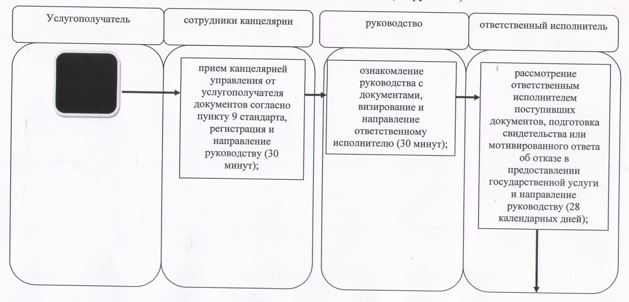 Услугополучатель
сотрудники канцелярии
руководство
ответственный исполнитель
прием канцелярией
управления от
услугополучателя
документов согласно
пункту 9 стандарта,
регистрация и
направление
руководству (30
минут);
ознакомление
руководства с
документами,
визирование и
направление
ответственному
исполнителю (30 минут);
рассмотрение
ответственным
исполнителем
поступивших
документов, подготовка
свидетельства или
мотивированного ответа
об отказе в
предоставлении
государственной услуги
и направление
руководству (28
календарных дней);